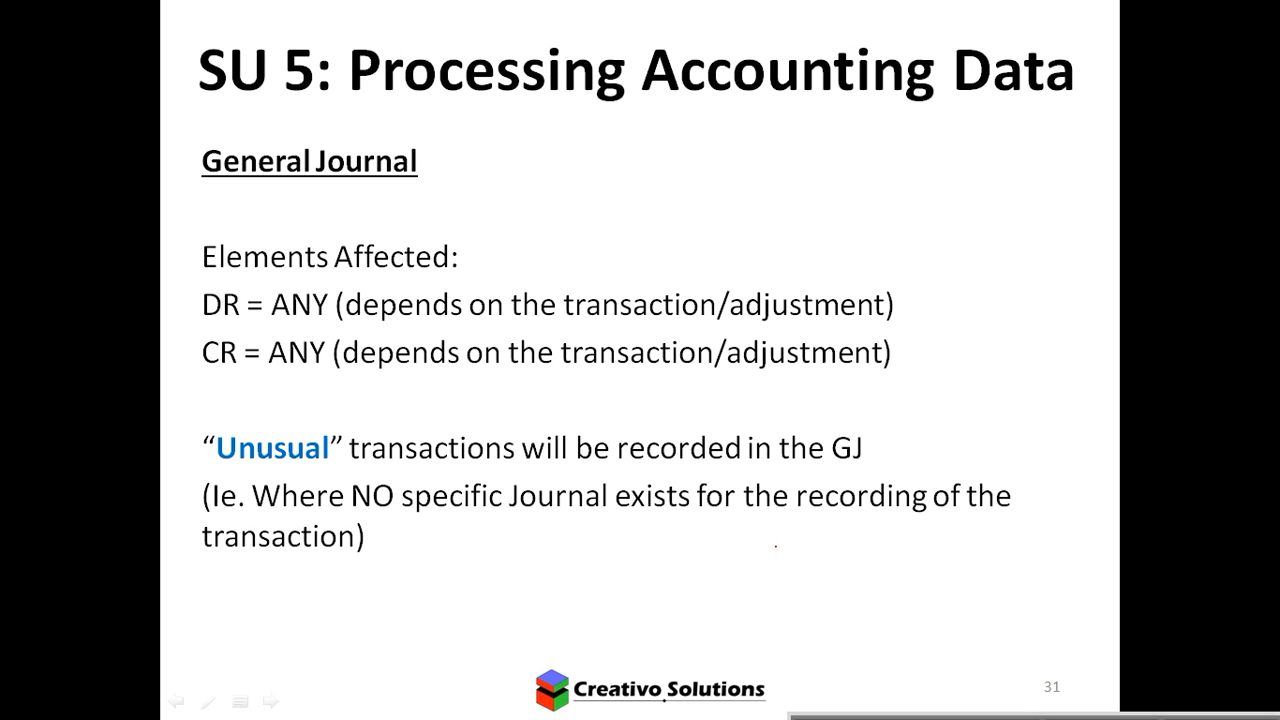 SU 5: Processing Accounting Data
General Journal
Elements Affected:
DR = ANY (depends on the transaction/adjustment)
CR = ANY (depends on the transaction/adjustment)
“Unusual” transactions will be recorded in the GJ
(Ie. Where NO specific Journal exists for the recording of the
transaction)
Creativo Solutions
31